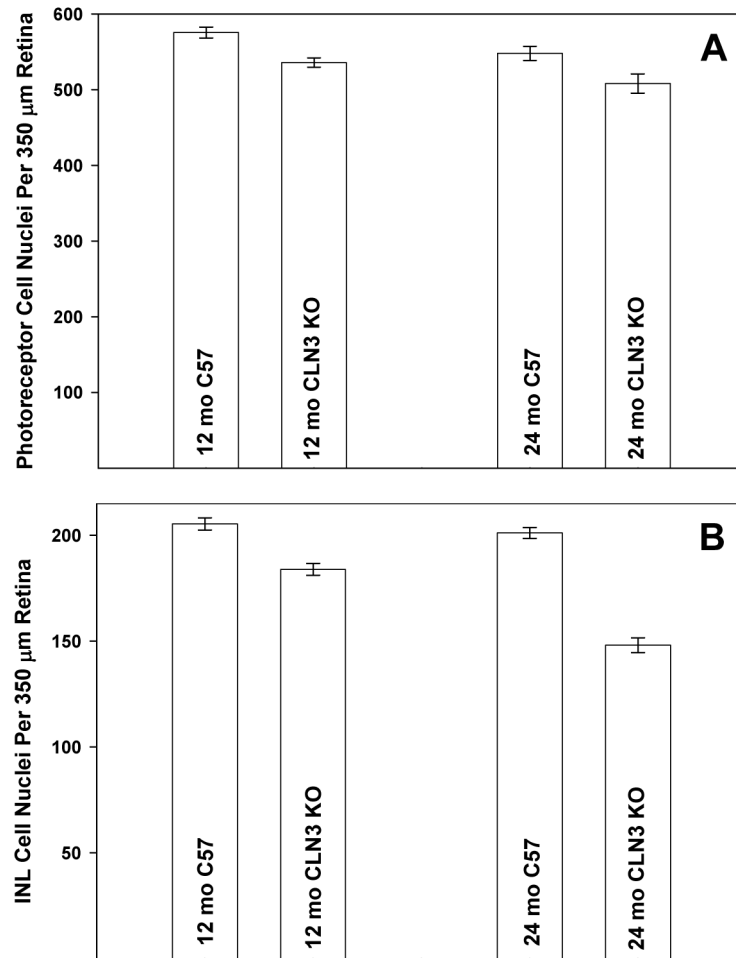 600
500
400
300
200
100
Photoreceptor Cell Nuclei Per 350 μm Retina
A
12 mo C57
12 mo CLN3 KO
24 mo C57
24 mo CLN3 KO
200
150
100
50
INL Cell Nuclei Per 350 μm Retina
B
12 mo C57
12 mo CLN3 KO
24 mo C57
24 mo CLN3 KO